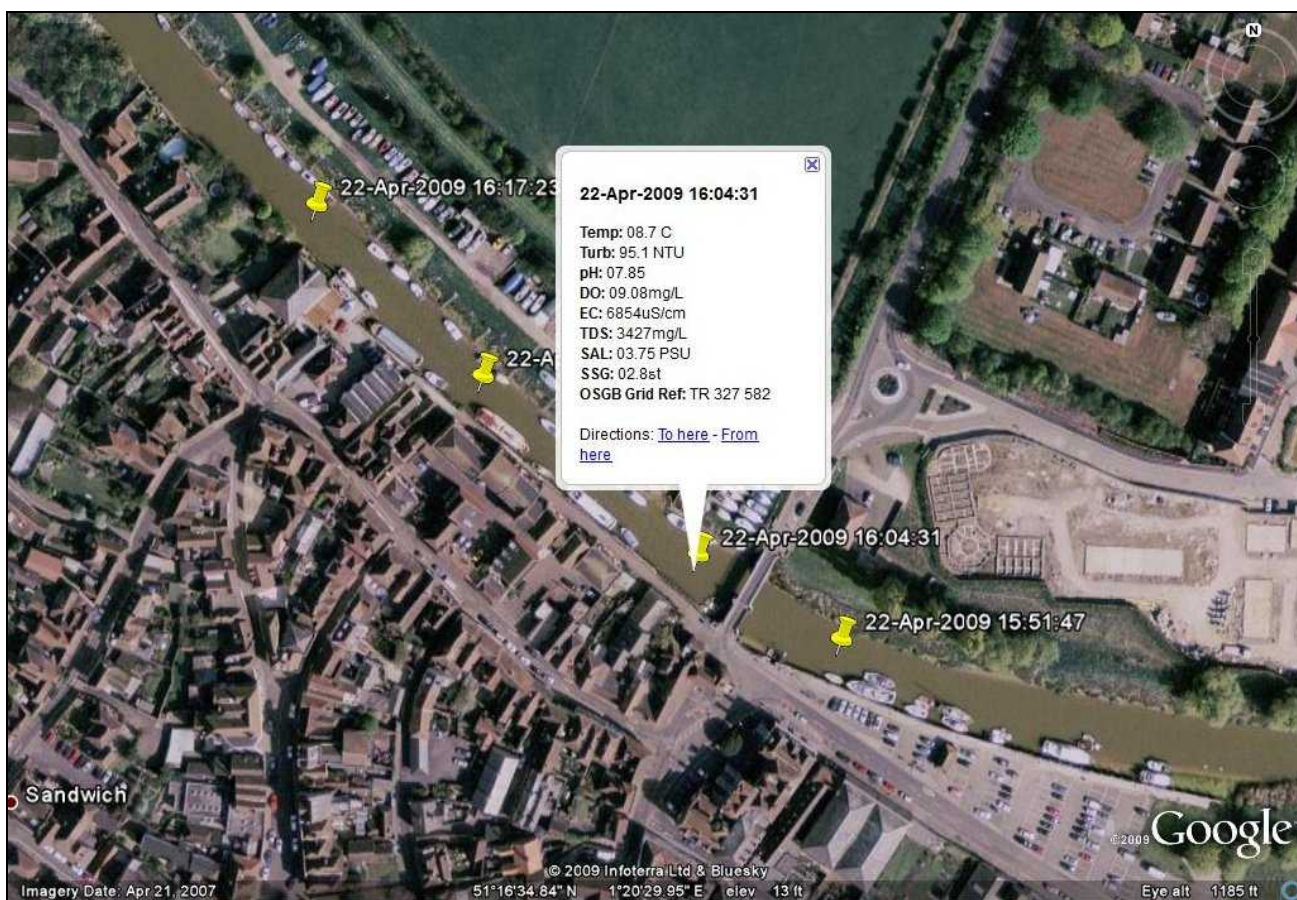 N
22-Apr-2009 16:17:23
22-Ap
22-Apr-2009 16:04:31
Temp: 08.7 C
Turb: 95.1 NTU
pH: 07.85
DO: 09.08mg/L
EC: 6854uS/cm
TDS: 3427mg/L
SAL: 03.75 PSU
SSG: 02.8st
OSGB Grid Ref: TR 327 582
Directions: To here - From
here
22-Apr-2009 16:04:31
22-Apr-2009 15:51:47
Sandwich
©2009 Google
© 2009 Infoterra Ltd & Bluesky
Imagery Date: Apr 21, 2007 51°16'34.84" N 1°20'29.95" E elev 13 ft Eye alt 1185 ft